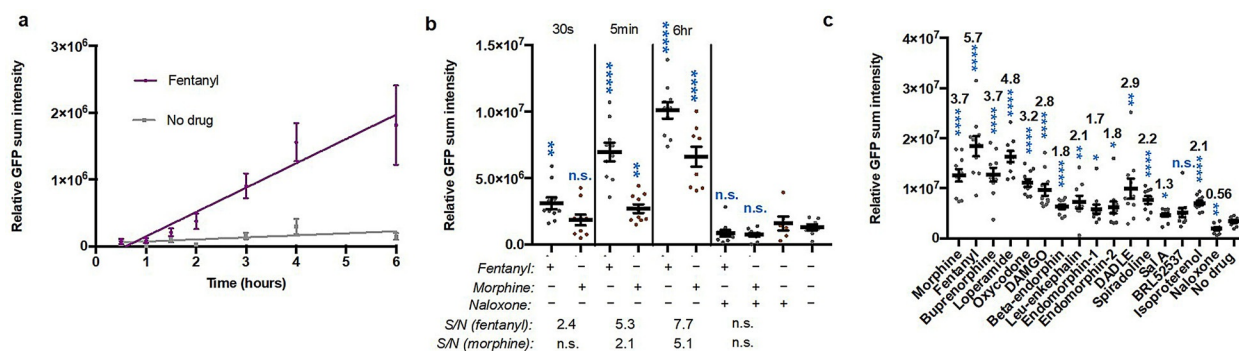 a
Relative GFP sum intensity
3×10⁶
2×10⁶
1×10⁶
0
Fentanyl
No drug
0 1 2 3 4 5 6
Time (hours)
b
Relative GFP sum intensity
30s 5min 6hr
1.5×10⁷
1.0×10⁷
5.0×10⁶
0.0
** n.s. **** ** **** **** n.s. n.s.
Fentanyl: + − + − + − + − − −
Morphine: − + − + − + − + − −
Naloxone: − − − − − − + + + −
S/N (fentanyl): 2.4 5.3 7.7 n.s.
S/N (morphine): n.s. 2.1 5.1 n.s.
c
Relative GFP sum intensity
4×10⁷
3×10⁷
2×10⁷
1×10⁷
0
3.7 5.7 3.7 4.8 3.2 2.8 1.8 2.1 1.7 1.8 2.9 2.2 1.3 n.s. 2.1 0.56
**** **** **** **** *** **** **** ** * * ** **** * **** **
Morphine
Fentanyl
Buprenorphine
Loperamide
Oxycodone
DAMGO
Beta-endorphin
Leu-enkephalin
Endomorphin-1
Endomorphin-2
DADLE
Spiradoline
Sal A
BRL52537
Isoproterenol
Naloxone
No drug